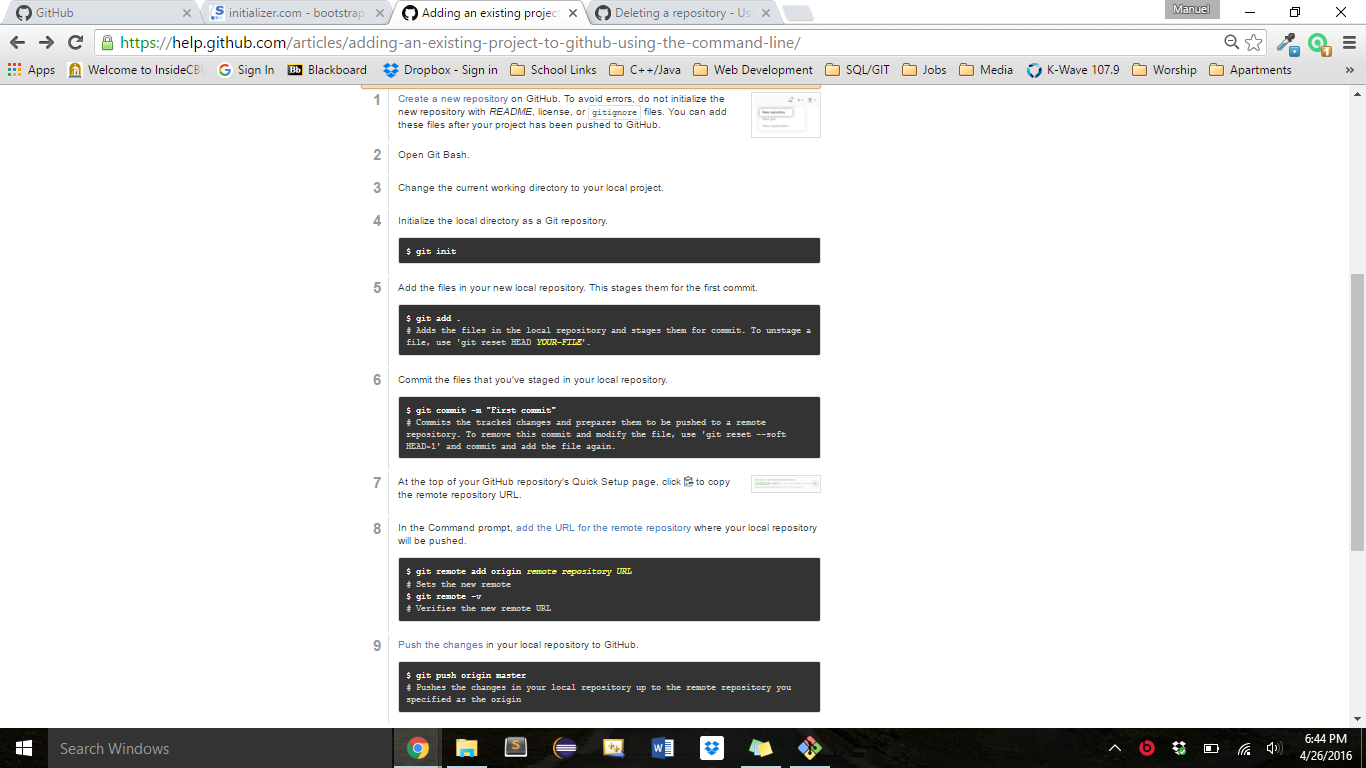 GitHub
initializer.com - bootstrap
Adding an existing project
Deleting a repository - Us
Manuel
https://help.github.com/articles/adding-an-existing-project-to-github-using-the-command-line/
Apps
Welcome to InsideCBU
Sign In
Bb Blackboard
Dropbox - Sign in
School Links
C++/Java
Web Development
SQL/GIT
Jobs
Media
K-Wave 107.9
Worship
Apartments
»
1 Create a new repository on GitHub. To avoid errors, do not initialize the
new repository with README, license, or gitignore files. You can add
these files after your project has been pushed to GitHub.
2 Open Git Bash.
3 Change the current working directory to your local project.
4 Initialize the local directory as a Git repository.
$ git init
5 Add the files in your new local repository. This stages them for the first commit.
$ git add .
# Adds the files in the local repository and stages them for commit. To unstage a
file, use 'git reset HEAD YOUR-FILE'.
6 Commit the files that you've staged in your local repository.
$ git commit -m "First commit"
# Commits the tracked changes and prepares them to be pushed to a remote
repository. To remove this commit and modify the file, use 'git reset --soft
HEAD~1' and commit and add the file again.
7 At the top of your GitHub repository's Quick Setup page, click to copy
the remote repository URL.
8 In the Command prompt, add the URL for the remote repository where your local repository
will be pushed.
$ git remote add origin remote repository URL
# Sets the new remote
$ git remote -v
# Verifies the new remote URL
9 Push the changes in your local repository to GitHub.
$ git push origin master
# Pushes the changes in your local repository up to the remote repository you
specified as the origin
Search Windows
6:44 PM
4/26/2016